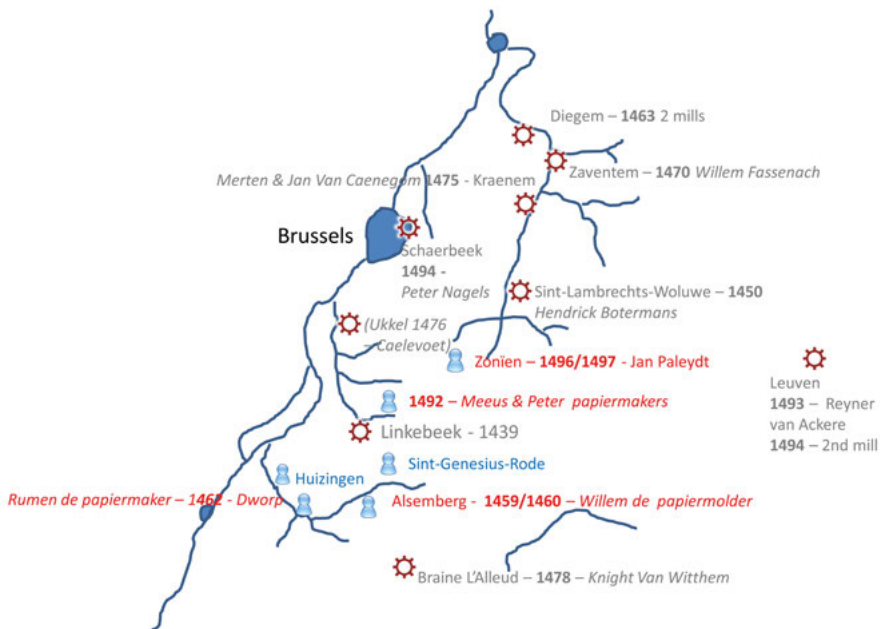 Diegem – 1463 2 mills
Zaventem – 1470 Willem Fassenach
Merten & Jan Van Caenegom 1475 - Kraenem
Brussels
Schaerbeek
1494 -
Peter Nagels
Sint-Lambrechts-Woluwe – 1450
Hendrick Botermans
(Ukkel 1476
– Caelevoet)
Zonïen – 1496/1497 - Jan Paleydt
Leuven
1493 – Reyner
van Ackere
1494 – 2nd mill
1492 – Meeus & Peter papiermakers
Linkebeek - 1439
Sint-Genesius-Rode
Huizingen
Rumen de papiermaker – 1462 - Dworp
Alsemberg - 1459/1460 – Willem de papiermolder
Braine L'Alleud – 1478 – Knight Van Witthem